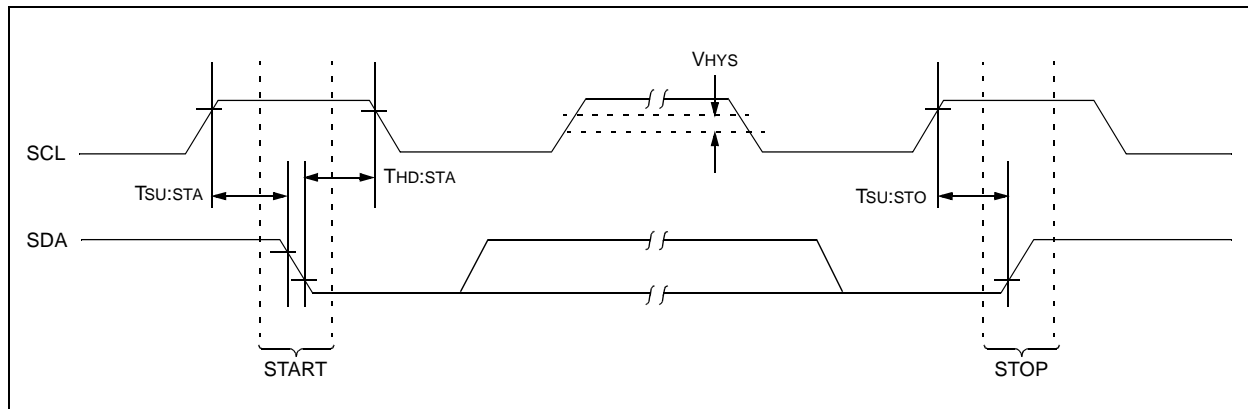 VHYS
SCL
TSU:STA
THD:STA
TSU:STO
SDA
START
STOP